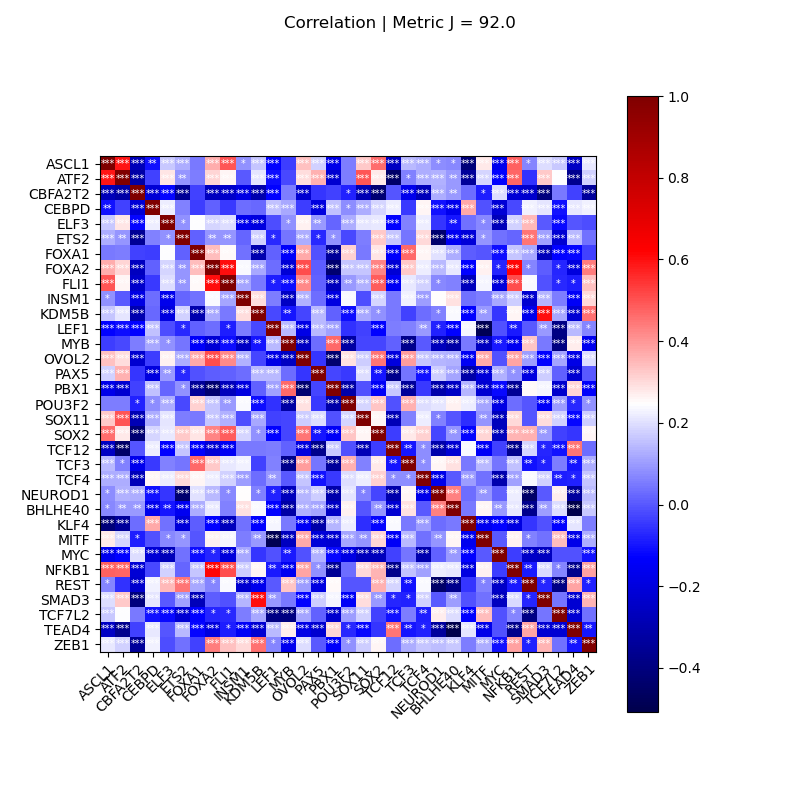 Correlation | Metric J = 92.0
ASCL1
ATF2
CBFA2T2
CEBPD
ELF3
ETS2
FOXA1
FOXA2
FLI1
INSM1
KDM5B
LEF1
MYB
OVOL2
PAX5
PBX1
POU3F2
SOX11
SOX2
TCF12
TCF3
TCF4
NEUROD1
BHLHE40
KLF4
MITF
MYC
NFKB1
REST
SMAD3
TCF7L2
TEAD4
ZEB1
ASCL1
ATF2
CBFA2T2
CEBPD
ELF3
ETS2
FOXA1
FOXA2
FLI1
INSM1
KDM5B
LEF1
MYB
OVOL2
PAX5
PBX1
POU3F2
SOX11
SOX2
TCF12
TCF3
TCF4
NEUROD1
BHLHE40
KLF4
MITF
MYC
NFKB1
REST
SMAD3
TCF7L2
TEAD4
ZEB1
1.0
0.8
0.6
0.4
0.2
0.0
−0.2
−0.4